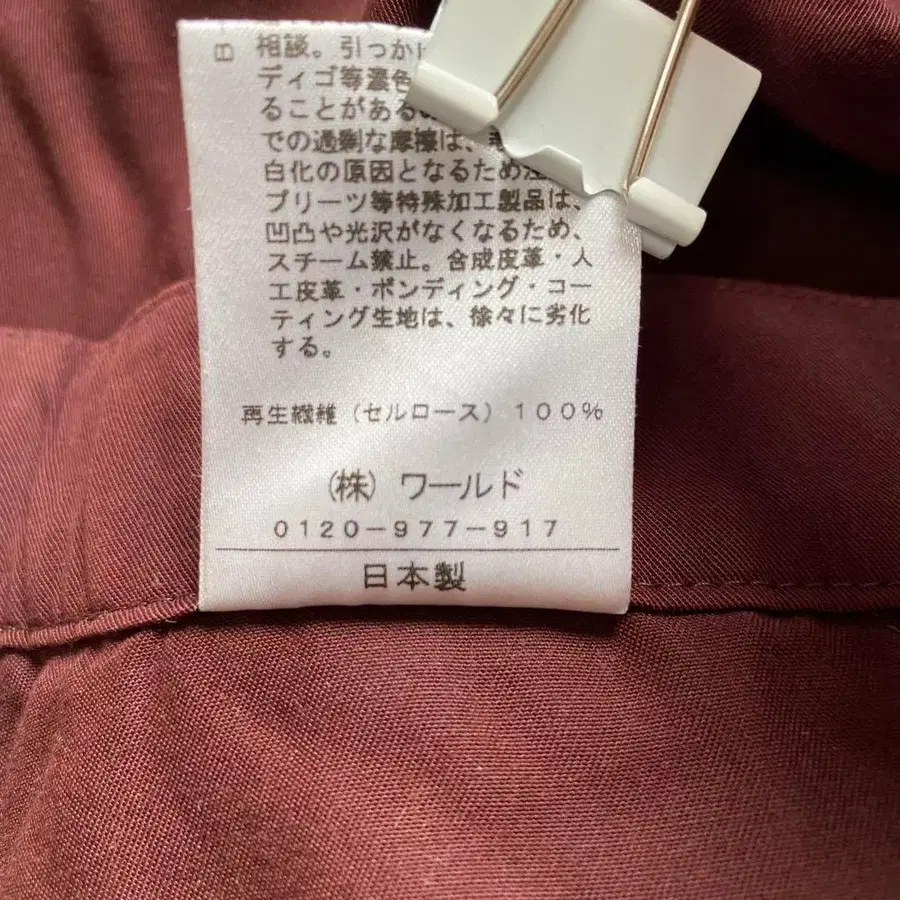 B
相談。引っかけ
ディゴ等濃色
ることがある
での過剰な摩擦は、
白化の原因となるため注
プリーツ等特殊加工製品は、
凹凸や光沢がなくなるため、
スチーム禁止。合成皮革・人
工皮革・ボンディング・コー
ティング生地は、徐々に劣化
する。
再生繊維（セルロース）100%
（株）ワールド
0120-977-917
日本製